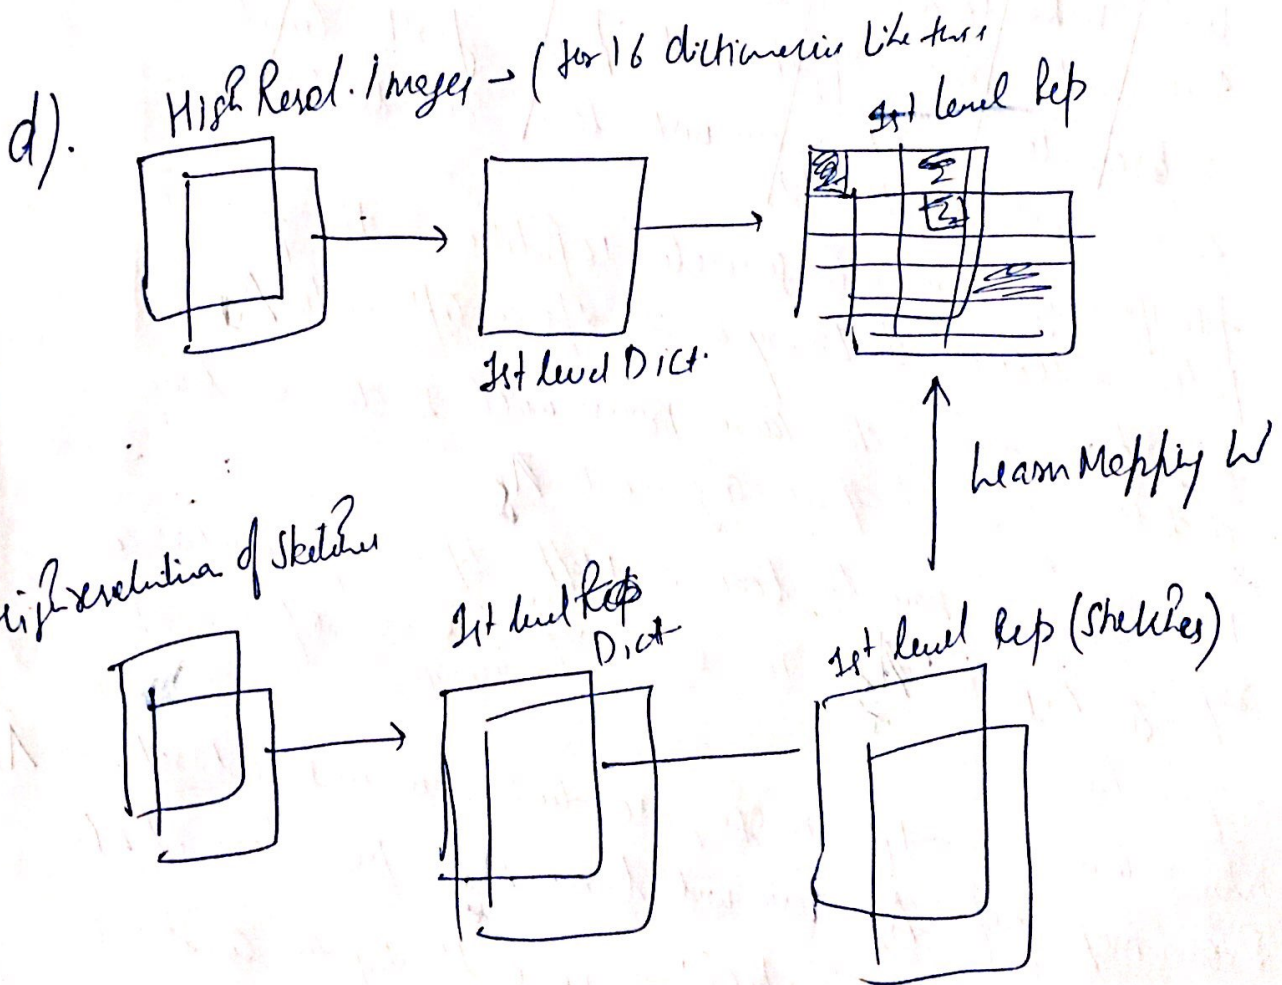 d).
High Resol. Images → (for 16 dictionaries like this
1st level Rep
1st level Dict.
Learn Mapping W
High resolution of Sketches
1st level Rep
Dict
1st level Rep (Sketches)